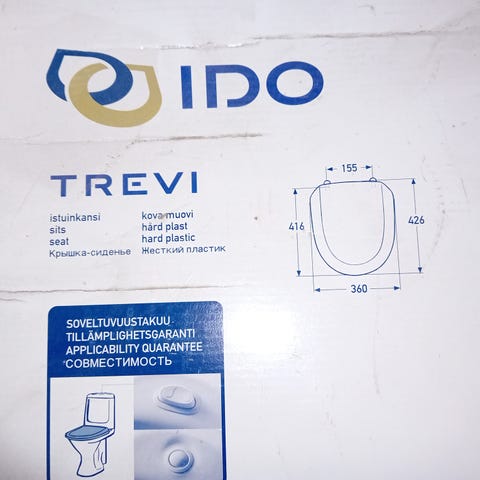 IDO
TREVI
istuinkansi kova muovi
sits hård plast
seat hard plastic
Крышка-сиденье Жесткий пластик
155
416
426
360
SOVELTUVUUSTAKUU
TILLÄMPLIGHETSGARANTI
APPLICABILITY QUARANTEE
СОВМЕСТИМОСТЬ